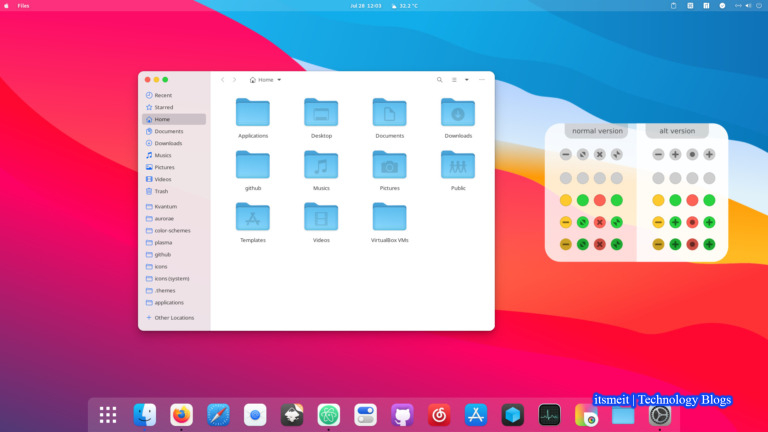 Files
Jul 28 12:03
32.2 °C
Home
Recent
Starred
Home
Documents
Downloads
Musics
Pictures
Videos
Trash
Kvantum
aurorae
color-schemes
plasma
github
icons
icons (system)
.themes
applications
Other Locations
Applications
Desktop
Documents
Downloads
github
Musics
Pictures
Public
Templates
Videos
VirtualBox VMs
normal version
alt version
itsmeit | Technology Blogs